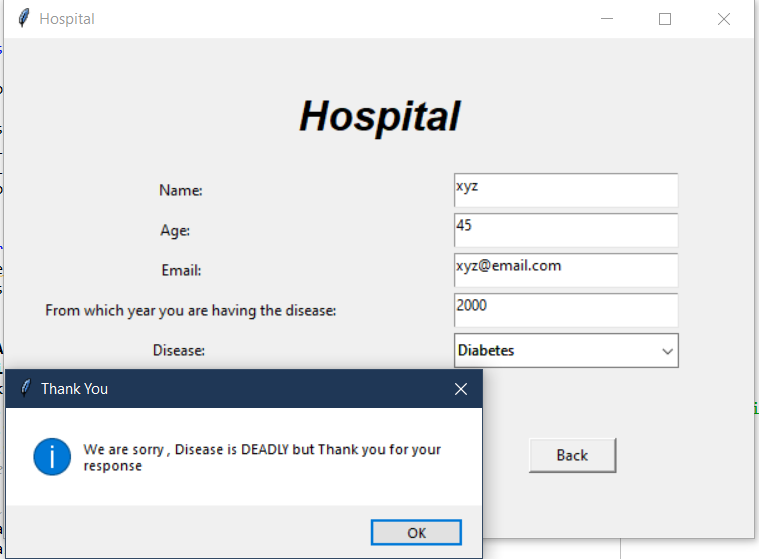 Hospital
Hospital
Name:
xyz
Age:
45
Email:
xyz@email.com
From which year you are having the disease:
2000
Disease:
Diabetes
Thank You
We are sorry , Disease is DEADLY but Thank you for your
response
Back
OK